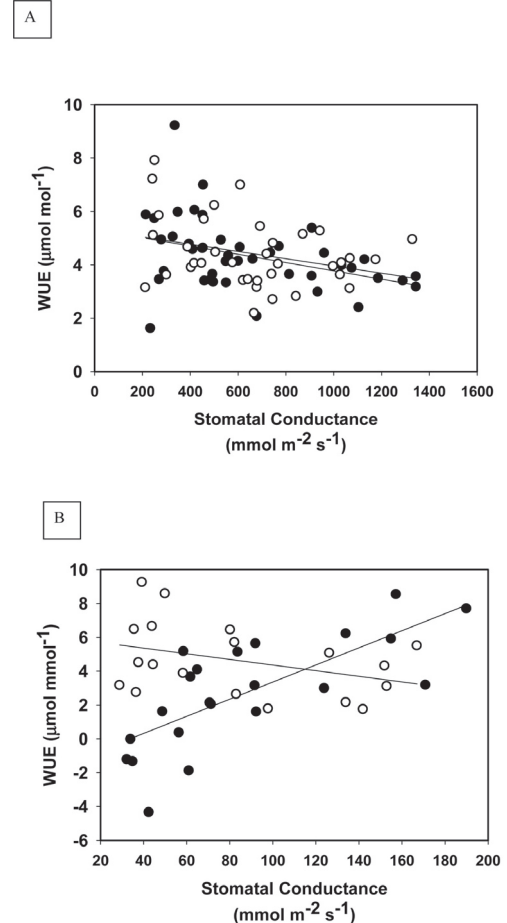 A
10
8
6
4
2
0
WUE (μmol mol-1)
0 200 400 600 800 1000 1200 1400 1600
Stomatal Conductance
(mmol m-2 s-1)
B
10
8
6
4
2
0
-2
-4
-6
WUE (μmol mmol-1)
20 40 60 80 100 120 140 160 180 200
Stomatal Conductance
(mmol m-2 s-1)